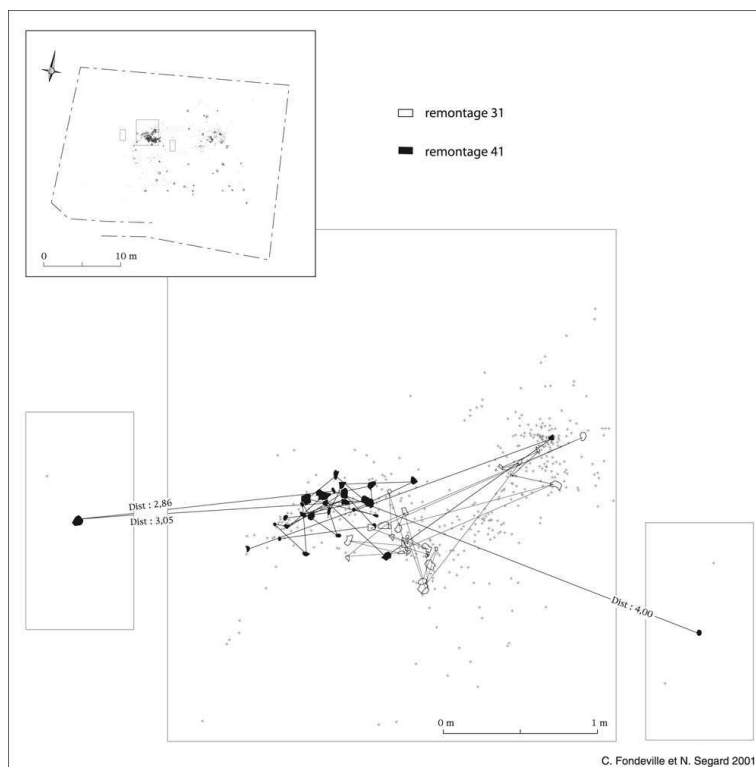 remontage 31
remontage 41
0 10 m
Dist : 2,86
Dist : 3,05
Dist : 4,00
0 m 1 m
C. Fondeville et N. Segard 2001